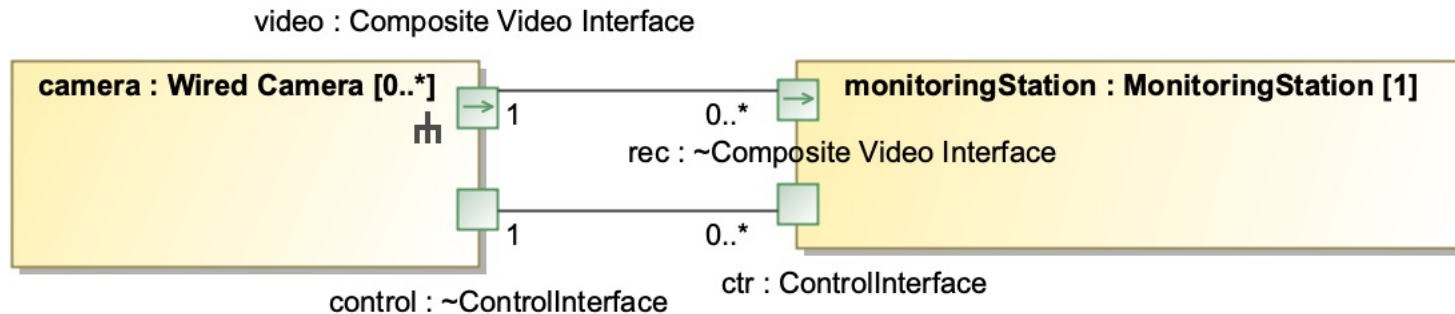 video : Composite Video Interface
camera : Wired Camera [0..*]
monitoringStation : MonitoringStation [1]
1
0..*
rec : ~Composite Video Interface
1
0..*
ctr : ControlInterface
control : ~ControlInterface